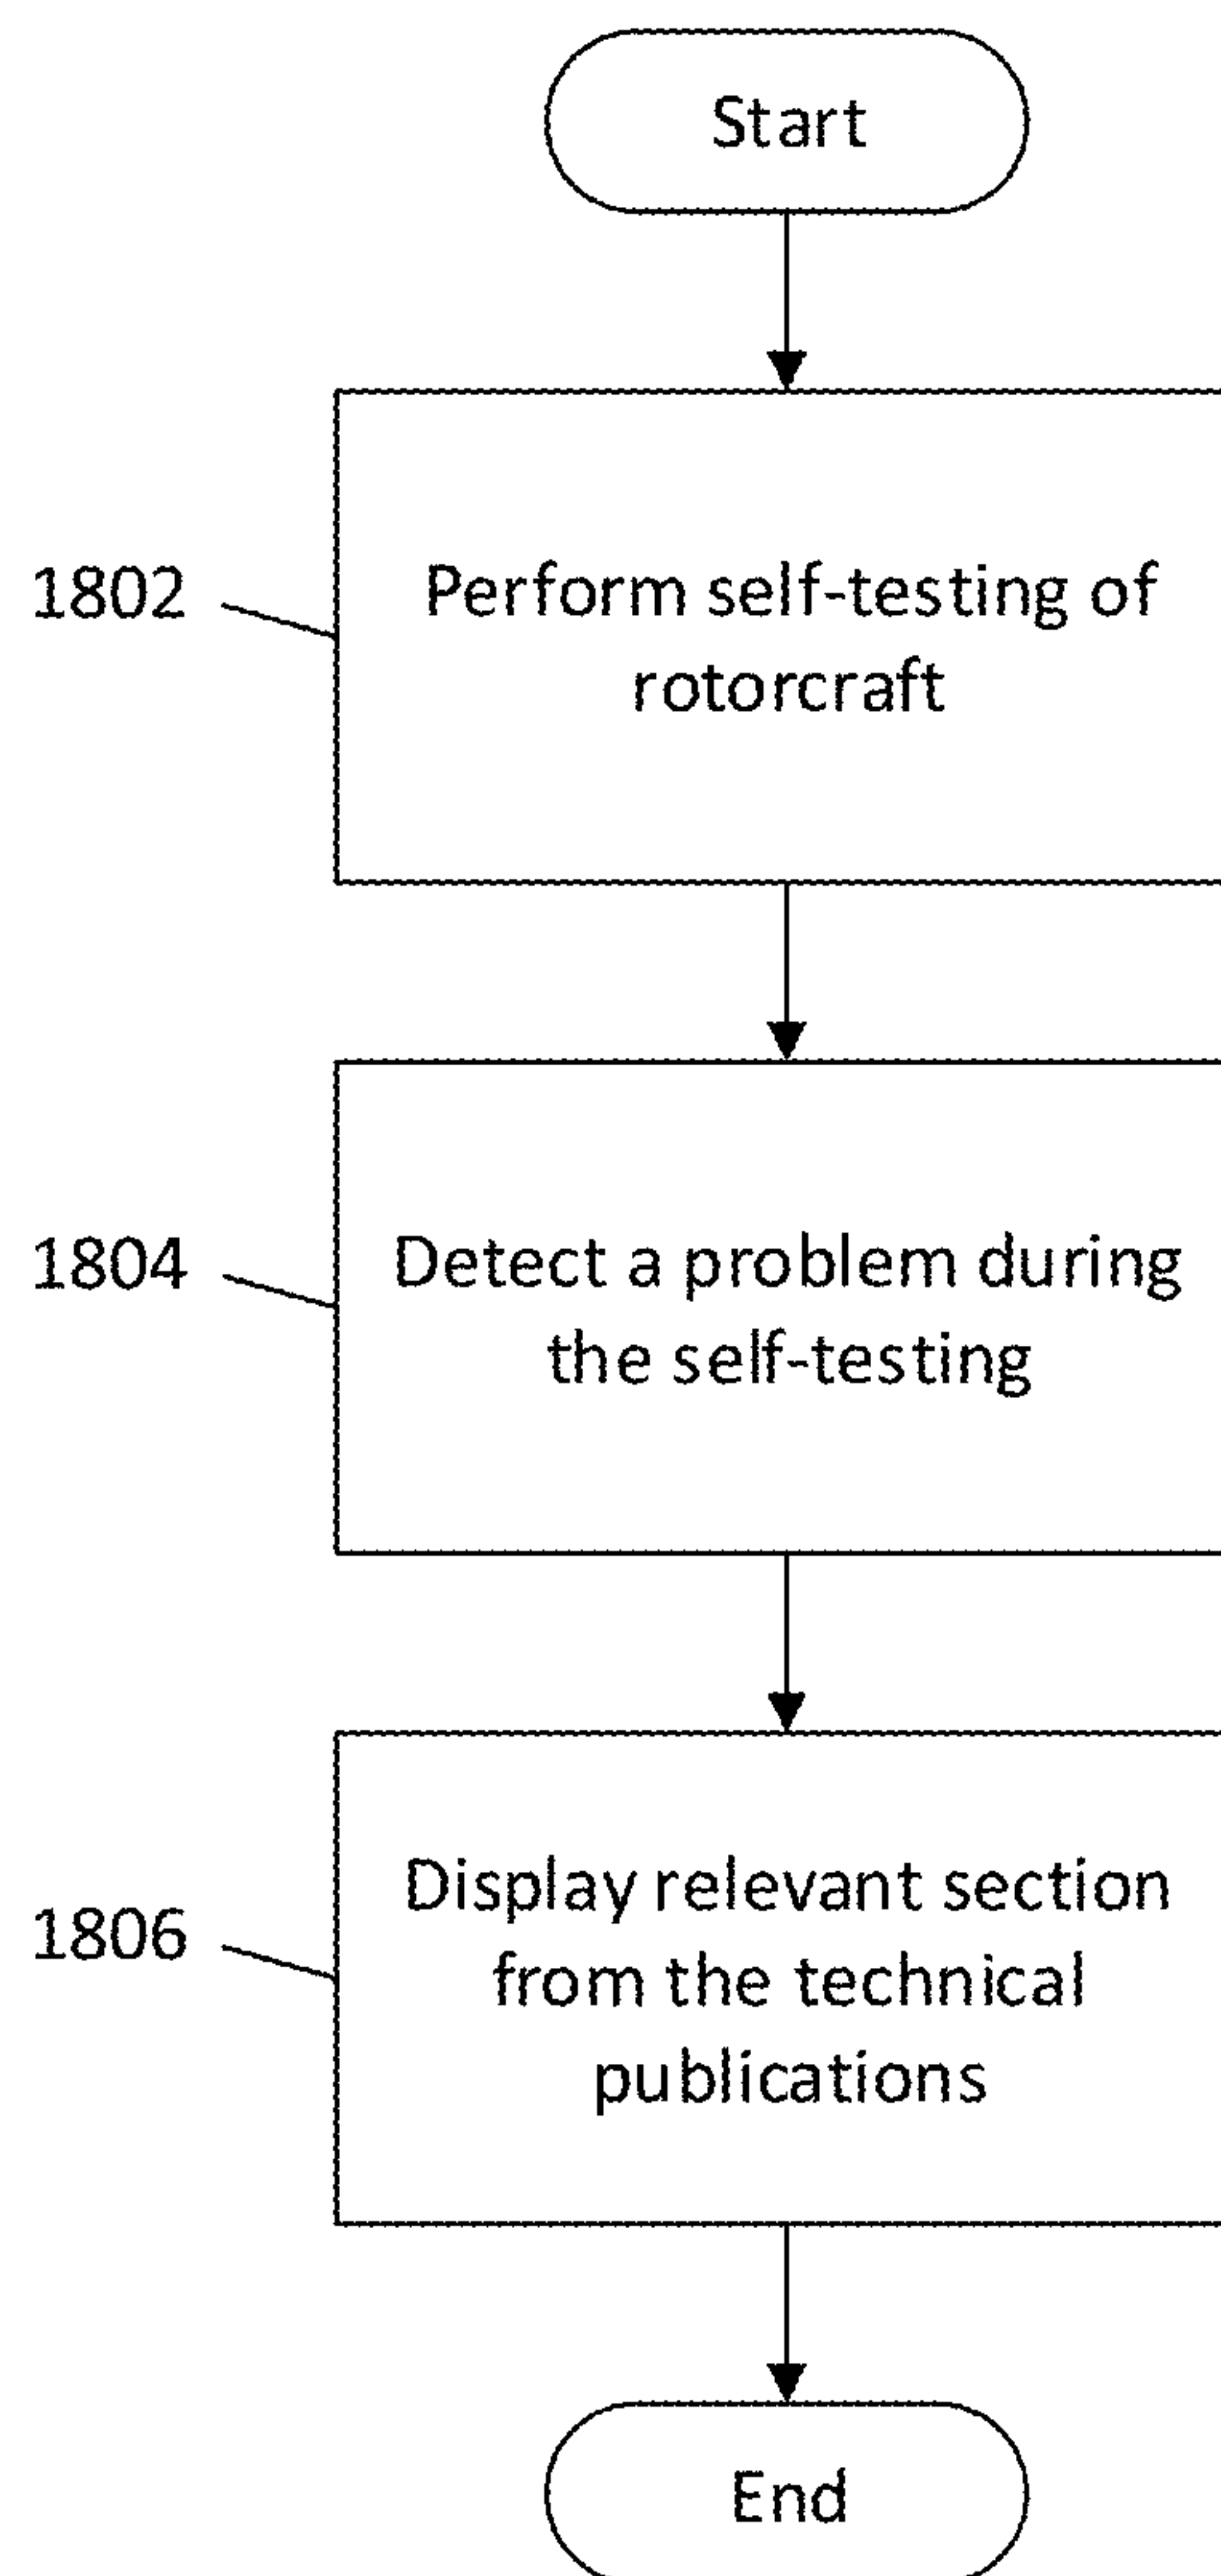 Start
1802
Perform self-testing of
rotorcraft
1804
Detect a problem during
the self-testing
1806
Display relevant section
from the technical
publications
End